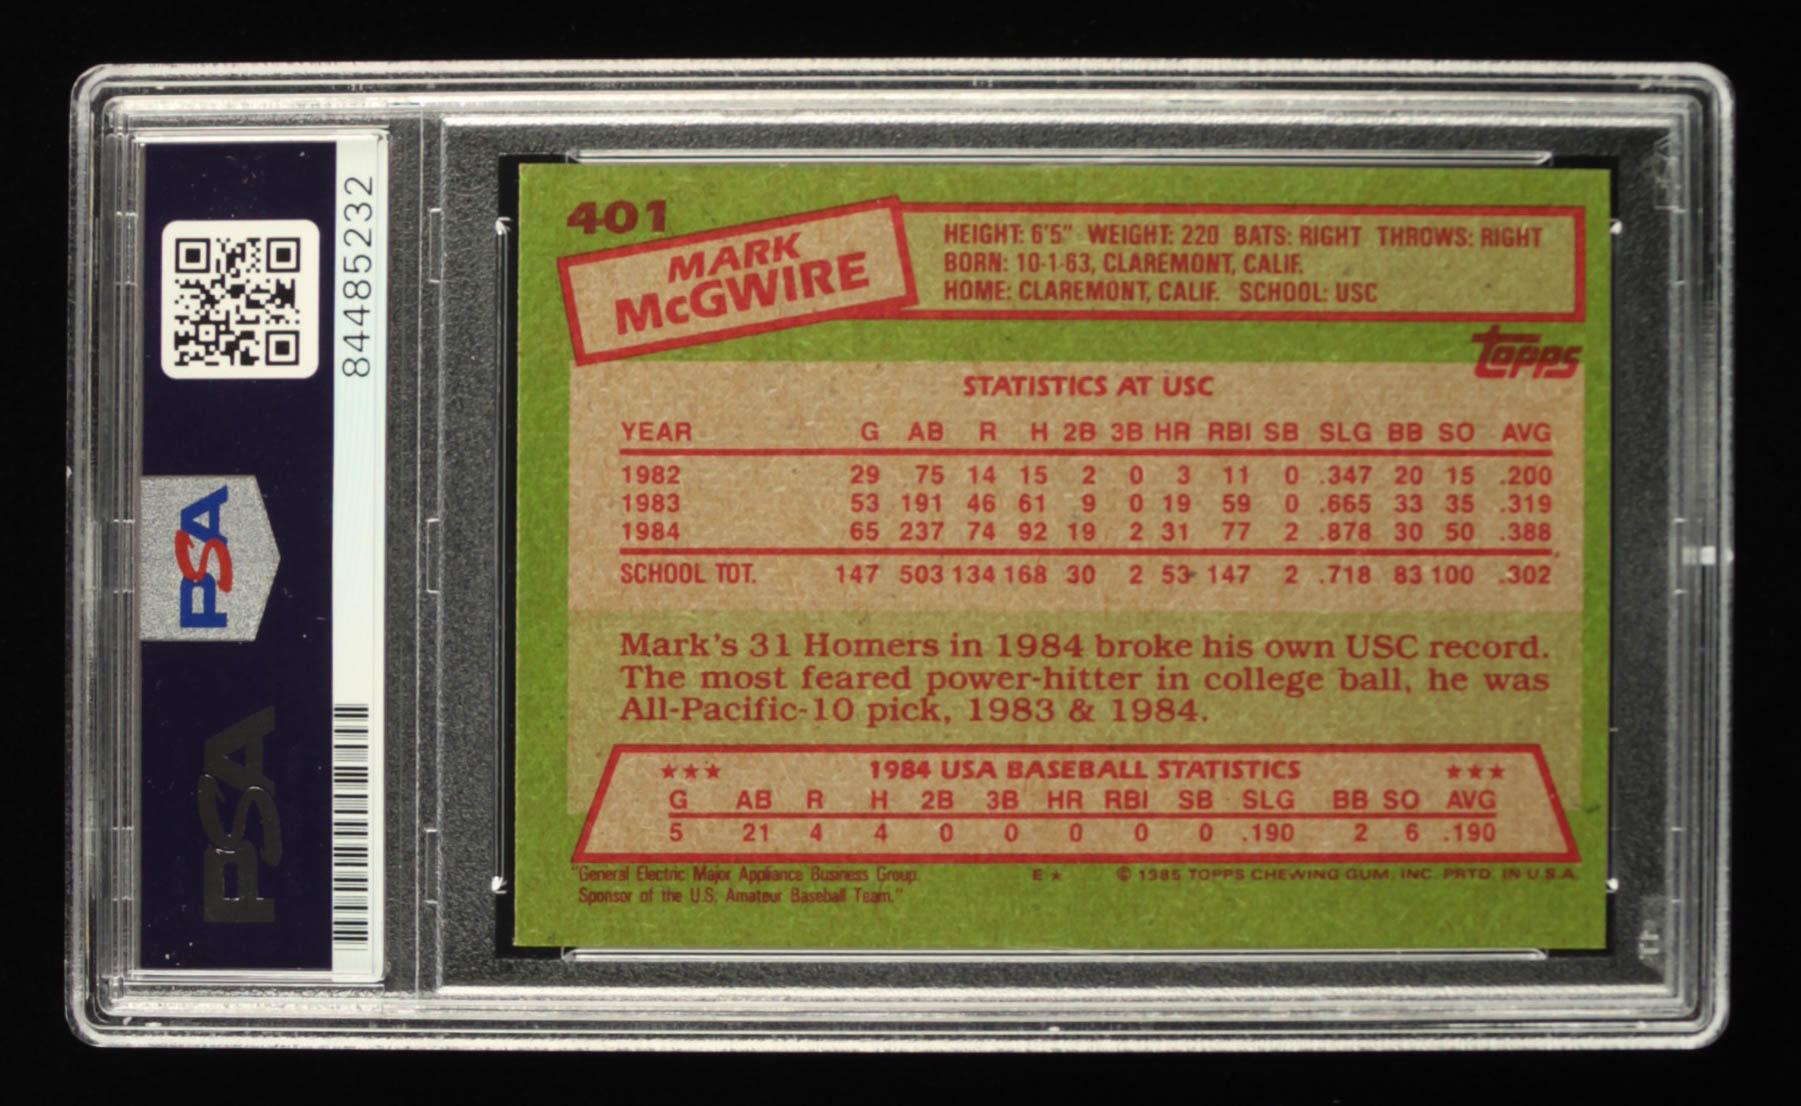 84485232
PSA
PSA
401
MARK
McGWIRE
HEIGHT: 6'5" WEIGHT: 220 BATS: RIGHT THROWS: RIGHT
BORN: 10-1-63, CLAREMONT, CALIF.
HOME: CLAREMONT, CALIF. SCHOOL: USC
topps
STATISTICS AT USC
YEAR G AB R H 2B 3B HR RBI SB SLG BB SO AVG
1982 29 75 14 15 2 0 3 11 0 .347 20 15 .200
1983 53 191 46 61 9 0 19 59 0 .665 33 35 .319
1984 65 237 74 92 19 2 31 77 2 .878 30 50 .388
SCHOOL TOT. 147 503 134 168 30 2 53 147 2 .718 83 100 .302
Mark's 31 Homers in 1984 broke his own USC record.
The most feared power-hitter in college ball, he was
All-Pacific-10 pick, 1983 & 1984.
★★★ 1984 USA BASEBALL STATISTICS ★★★
G AB R H 2B 3B HR RBI SB SLG BB SO AVG
5 21 4 4 0 0 0 0 0 .190 2 6 .190
"General Electric Major Appliance Business Group.
Sponsor of the U.S. Amateur Baseball Team."
E ★ © 1985 TOPPS CHEWING GUM, INC. PRTD. IN U.S.A.